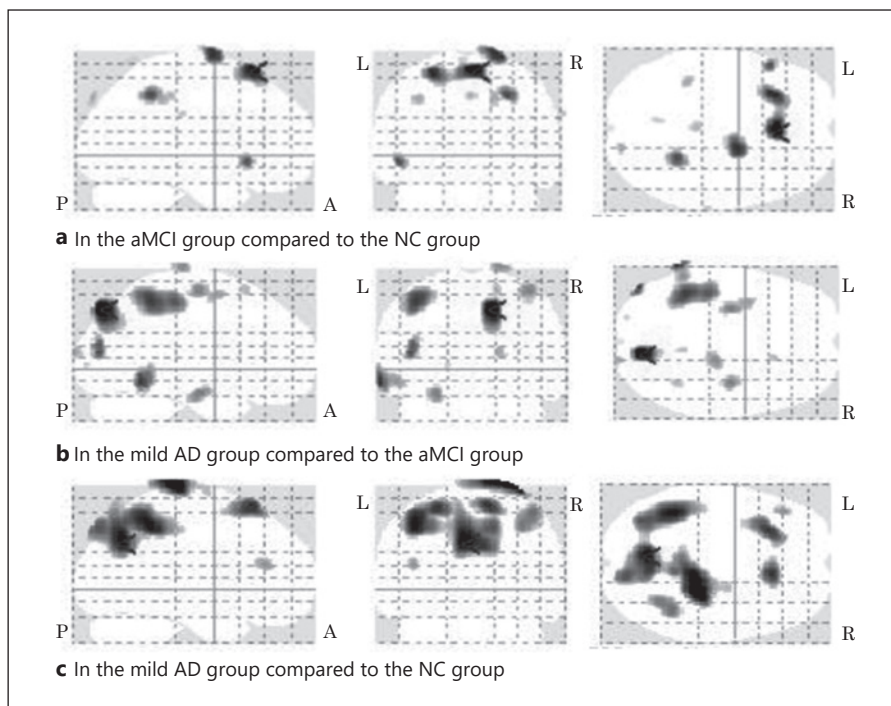 L
R
L
P
A
R
a In the aMCI group compared to the NC group
L
R
L
P
A
R
b In the mild AD group compared to the aMCI group
L
R
L
P
A
R
c In the mild AD group compared to the NC group